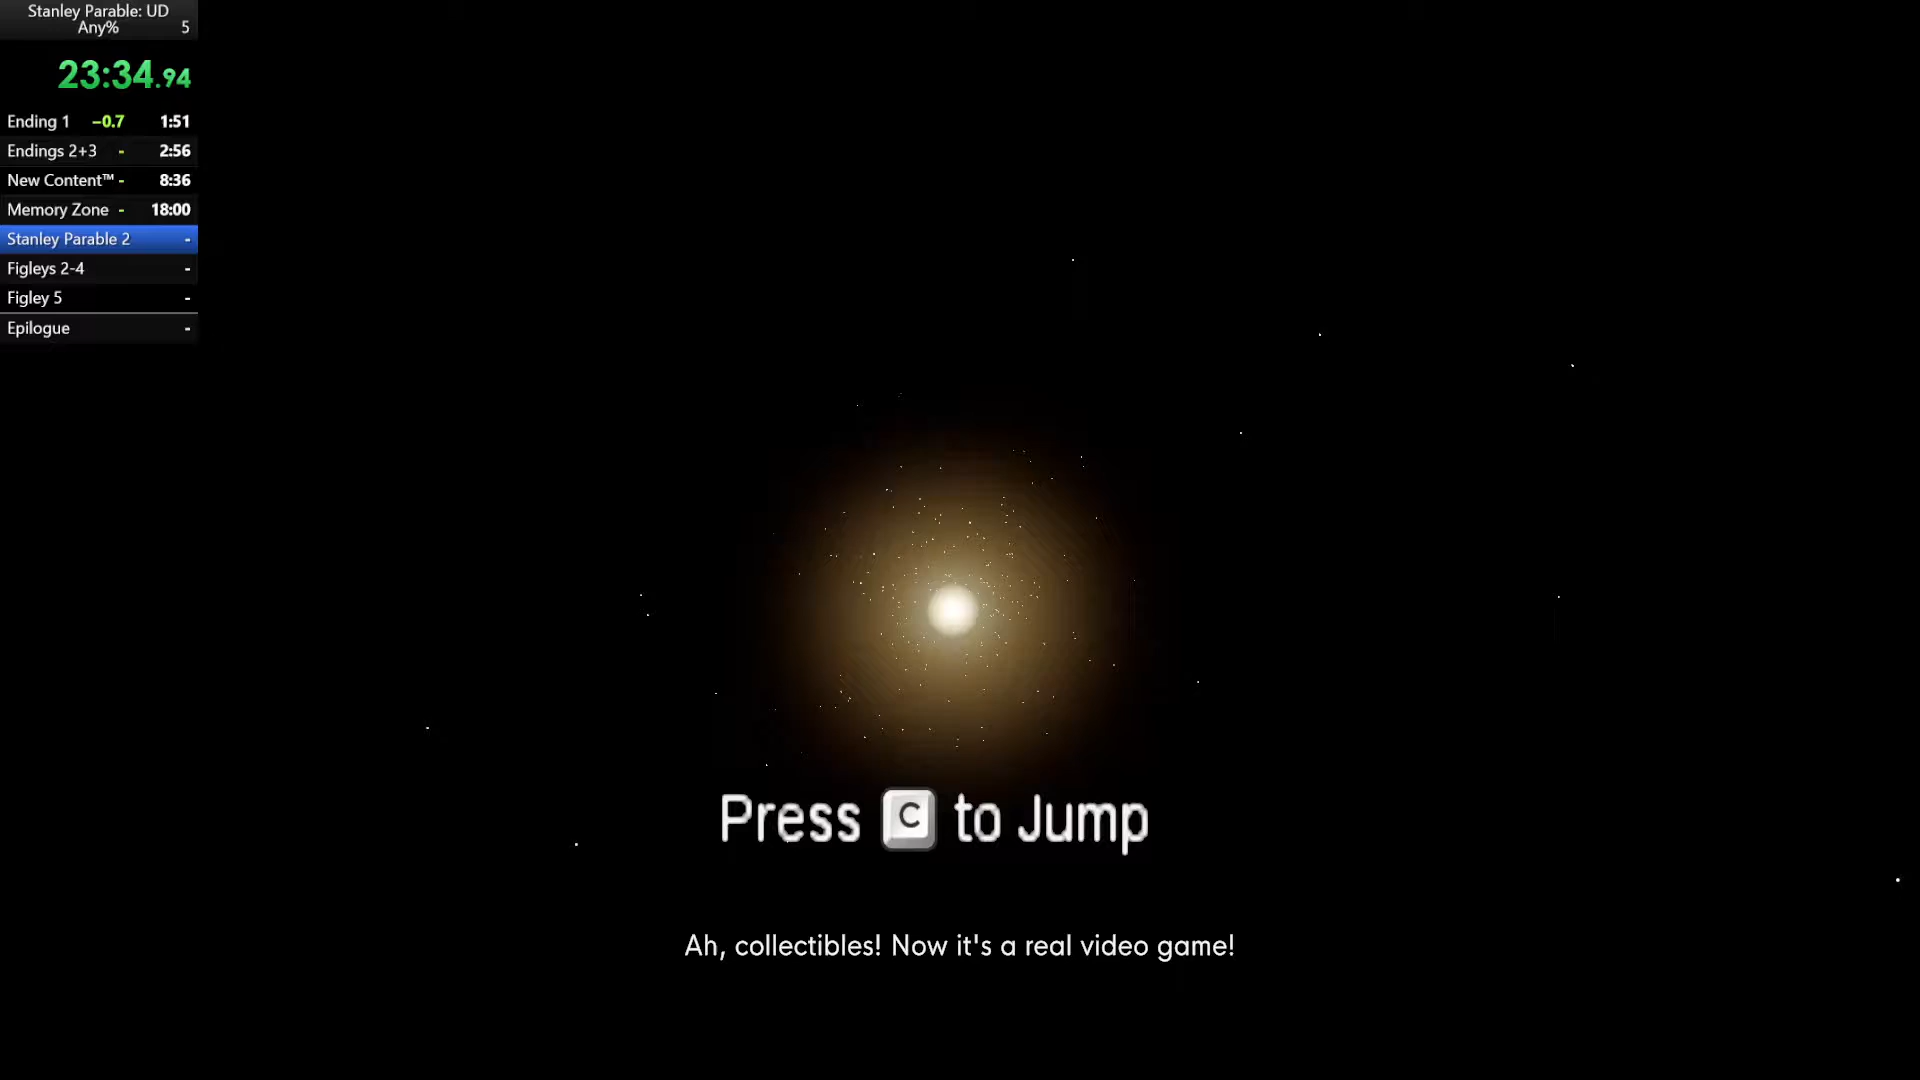 Stanley Parable: UD
Any% 5
23:34.94
Ending 1 −0.7 1:51
Endings 2+3 - 2:56
New Content™ - 8:36
Memory Zone - 18:00
Stanley Parable 2 -
Figleys 2-4 -
Figley 5 -
Epilogue -
Press C to Jump
Ah, collectibles! Now it's a real video game!